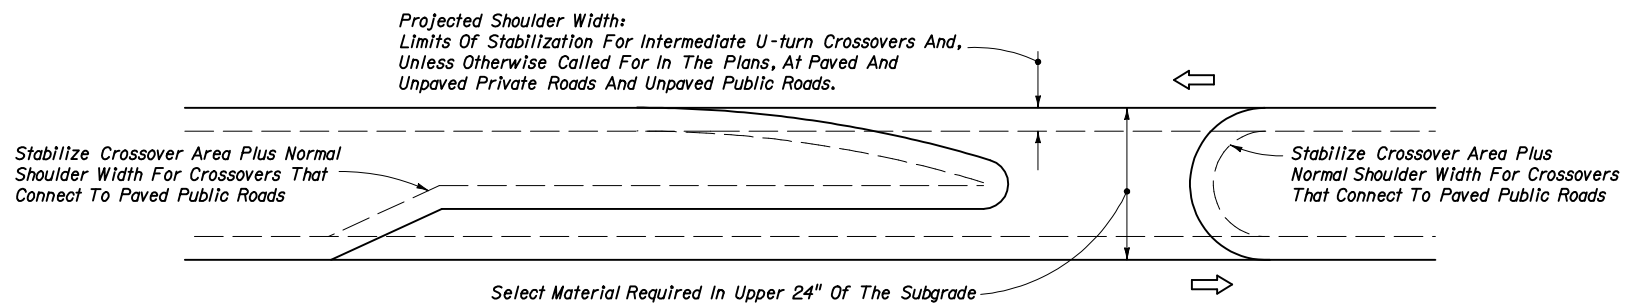 Projected Shoulder Width:
Limits Of Stabilization For Intermediate U-turn Crossovers And,
Unless Otherwise Called For In The Plans, At Paved And
Unpaved Private Roads And Unpaved Public Roads.
Stabilize Crossover Area Plus Normal
Shoulder Width For Crossovers That
Connect To Paved Public Roads
Stabilize Crossover Area Plus
Normal Shoulder Width For Crossovers
That Connect To Paved Public Roads
Select Material Required In Upper 24" Of The Subgrade